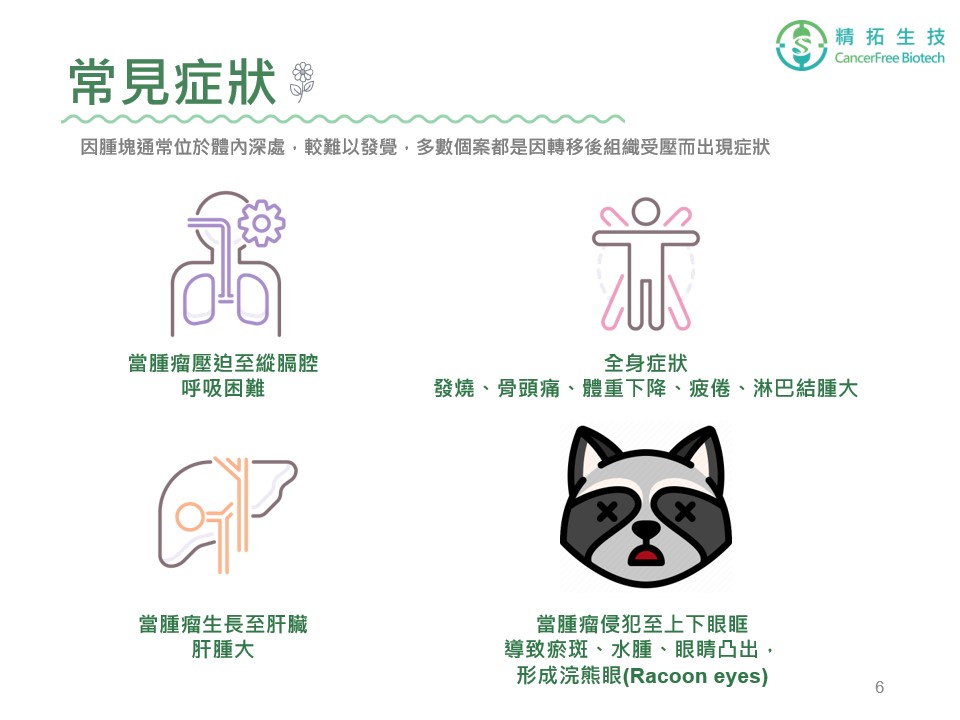 精拓生技
CancerFree Biotech
常見症狀
因腫塊通常位於體內深處，較難以發覺，多數個案都是因轉移後組織受壓而出現症狀
當腫瘤壓迫至縱膈腔
呼吸困難
全身症狀
發燒、骨頭痛、體重下降、疲倦、淋巴結腫大
當腫瘤生長至肝臟
肝腫大
當腫瘤侵犯至上下眼眶
導致瘀斑、水腫、眼睛凸出，
形成浣熊眼(Racoon eyes)
6